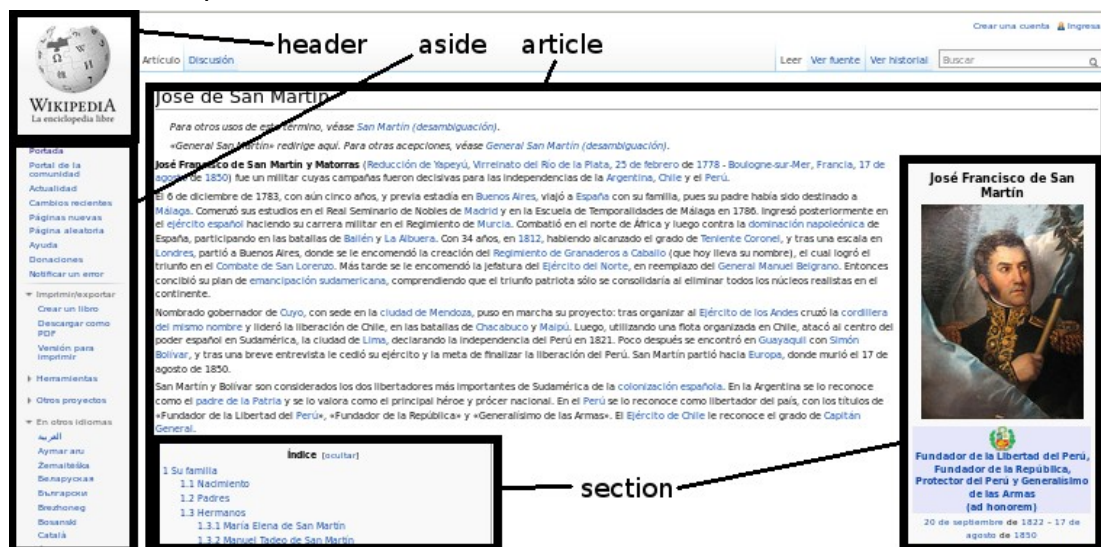 Crear una cuenta Ingresa
header aside article
Artículo Discusión
Leer Ver fuente Ver historial Buscar
WIKIPEDIA
La enciclopedia libre
Portada
Portal de la
comunidad
Actualidad
Cambios recientes
Páginas nuevas
Página aleatoria
Ayuda
Donaciones
Notificar un error
Imprimir/exportar
Crear un libro
Descargar como
PDF
Versión para
imprimir
Herramientas
Otros proyectos
En otros idiomas
العربية
Aymar aru
Žemaitėška
Беларуская
Български
Brezhoneg
Bosanski
Català
José de San Martín
Para otros usos de este término, véase San Martín (desambiguación).
«General San Martín» redirige aquí. Para otras acepciones, véase General San Martín (desambiguación).
José Francisco de San Martín y Matorras (Reducción de Yapeyú, Virreinato del Río de la Plata, 25 de febrero de 1778 - Boulogne-sur-Mer, Francia, 17 de
agosto de 1850) fue un militar cuyas campañas fueron decisivas para las independencias de la Argentina, Chile y el Perú.
El 6 de diciembre de 1783, con aún cinco años, y previa estadía en Buenos Aires, viajó a España con su familia, pues su padre había sido destinado a
Málaga. Comenzó sus estudios en el Real Seminario de Nobles de Madrid y en la Escuela de Temporalidades de Málaga en 1786. Ingresó posteriormente en
el ejército español haciendo su carrera militar en el Regimiento de Murcia. Combatió en el norte de África y luego contra la dominación napoleónica de
España, participando en las batallas de Bailén y La Albuera. Con 34 años, en 1812, habiendo alcanzado el grado de Teniente Coronel, y tras una escala en
Londres, partió a Buenos Aires, donde se le encomendó la creación del Regimiento de Granaderos a Caballo (que hoy lleva su nombre), el cual logró el
triunfo en el Combate de San Lorenzo. Más tarde se le encomendó la jefatura del Ejército del Norte, en reemplazo del General Manuel Belgrano. Entonces
concibió su plan de emancipación sudamericana, comprendiendo que el triunfo patriota sólo se consolidaría al eliminar todos los núcleos realistas en el
continente.
Nombrado gobernador de Cuyo, con sede en la ciudad de Mendoza, puso en marcha su proyecto: tras organizar al Ejército de los Andes cruzó la cordillera
del mismo nombre y lideró la liberación de Chile, en las batallas de Chacabuco y Maipú. Luego, utilizando una flota organizada en Chile, atacó al centro del
poder español en Sudamérica, la ciudad de Lima, declarando la independencia del Perú en 1821. Poco después se encontró en Guayaquil con Simón
Bolívar, y tras una breve entrevista le cedió su ejército y la meta de finalizar la liberación del Perú. San Martín partió hacia Europa, donde murió el 17 de
agosto de 1850.
San Martín y Bolívar son considerados los dos libertadores más importantes de Sudamérica de la colonización española. En la Argentina se lo reconoce
como el padre de la Patria y se lo valora como el principal héroe y prócer nacional. En el Perú se lo reconoce como libertador del país, con los títulos de
«Fundador de la Libertad del Perú», «Fundador de la República» y «Generalísimo de las Armas». El Ejército de Chile le reconoce el grado de Capitán
General.
Índice [ocultar]
1 Su familia
1.1 Nacimiento
1.2 Padres
1.3 Hermanos
1.3.1 María Elena de San Martín
1.3.2 Manuel Tadeo de San Martín
section
José Francisco de San
Martín
Fundador de la Libertad del Perú,
Fundador de la República,
Protector del Perú y Generalísimo
de las Armas
(ad honorem)
20 de septiembre de 1822 – 17 de
agosto de 1850